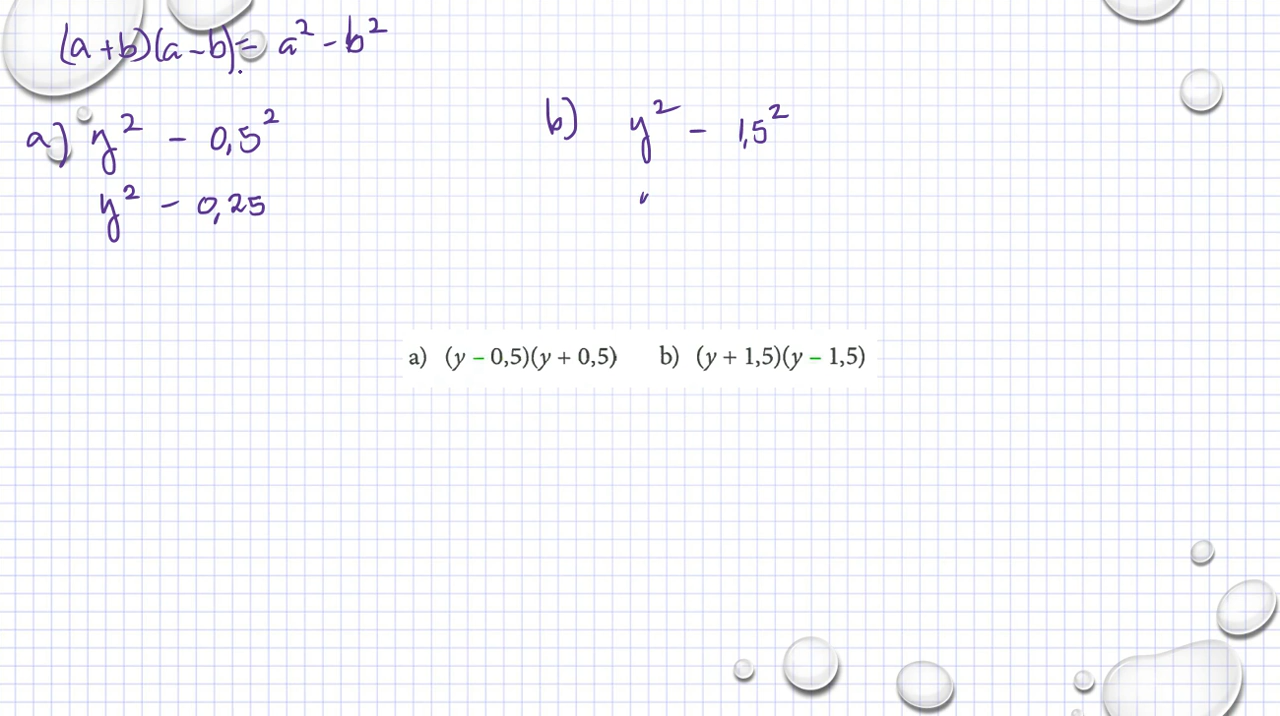 (a+b)(a-b) = a² - b²
a) y² - 0,5²
y² - 0,25
b) y² - 1,5²
a) (y – 0,5)(y + 0,5) b) (y + 1,5)(y – 1,5)